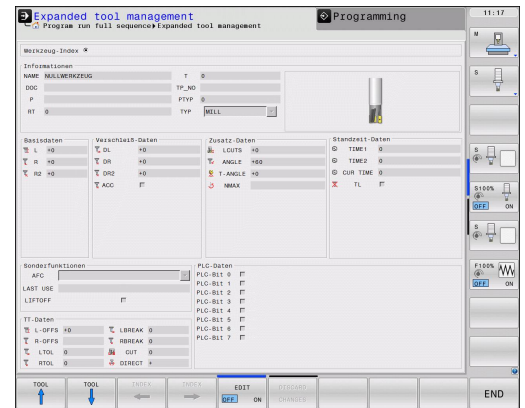 Expanded tool management
Program run full sequence▸Expanded tool management
Programming
11:17
Werkzeug-Index
Informationen
NAME NULLWERKZEUG T 0
DOC TP_NO
P PTYP 0
RT 0 TYP MILL
Basisdaten
L +0
R +0
R2 +0
Verschleiß-Daten
DL +0
DR +0
DR2 +0
ACC
Zusatz-Daten
LCUTS +0
ANGLE +60
T-ANGLE +0
NMAX
Standzeit-Daten
TIME1 0
TIME2 0
CUR TIME 0
TL
Sonderfunktionen
AFC
LAST USE
LIFTOFF
PLC-Daten
PLC-Bit 0
PLC-Bit 1
PLC-Bit 2
PLC-Bit 3
PLC-Bit 4
PLC-Bit 5
PLC-Bit 6
PLC-Bit 7
TT-Daten
L-OFFS +0 LBREAK 0
R-OFFS RBREAK 0
LTOL 0 CUT 0
RTOL 0 DIRECT +
M
S
S
S100%
OFF ON
S
F100%
OFF ON
TOOL
TOOL
INDEX
INDEX
EDIT
OFF ON
DISCARD
CHANGES
END